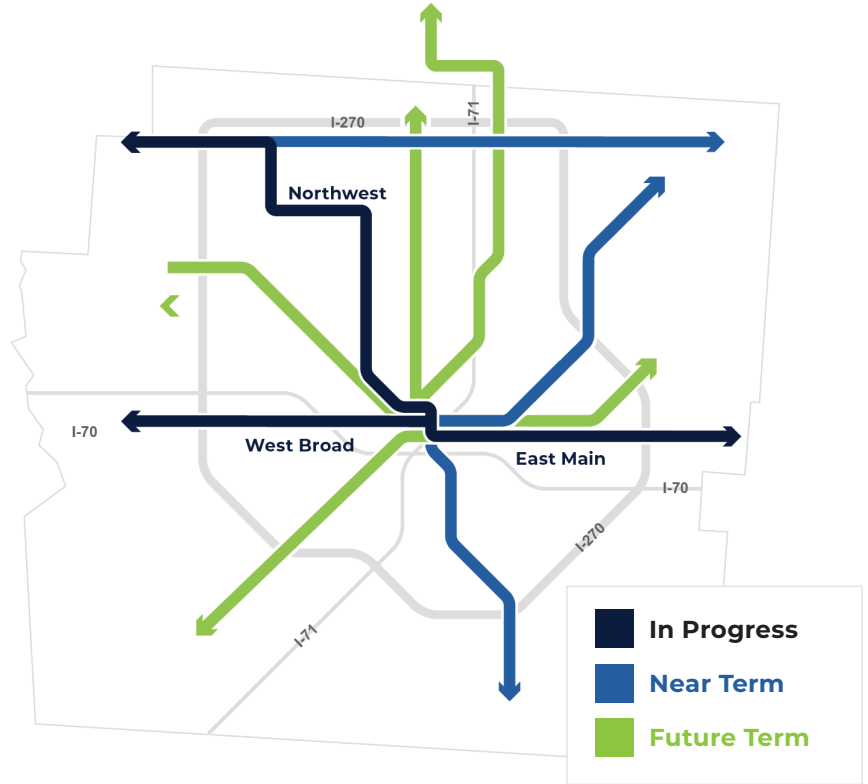 I-270
I-71
Northwest
I-70
West Broad
East Main
I-70
I-270
I-71
In Progress
Near Term
Future Term